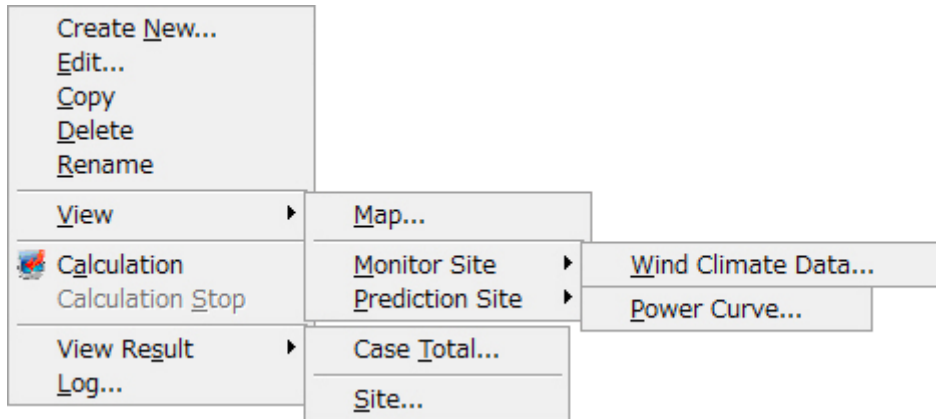 Create New...
Edit...
Copy
Delete
Rename
View
Calculation
Calculation Stop
View Result
Log...
Map...
Monitor Site
Prediction Site
Case Total...
Site...
Wind Climate Data...
Power Curve...